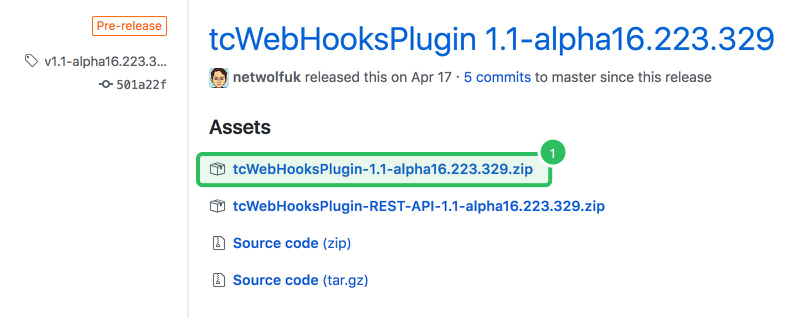 Pre-release
v1.1-alpha16.223.3...
501a22f
tcWebHooksPlugin 1.1-alpha16.223.329
netwolfuk released this on Apr 17 · 5 commits to master since this release
Assets
1
tcWebHooksPlugin-1.1-alpha16.223.329.zip
tcWebHooksPlugin-REST-API-1.1-alpha16.223.329.zip
Source code (zip)
Source code (tar.gz)